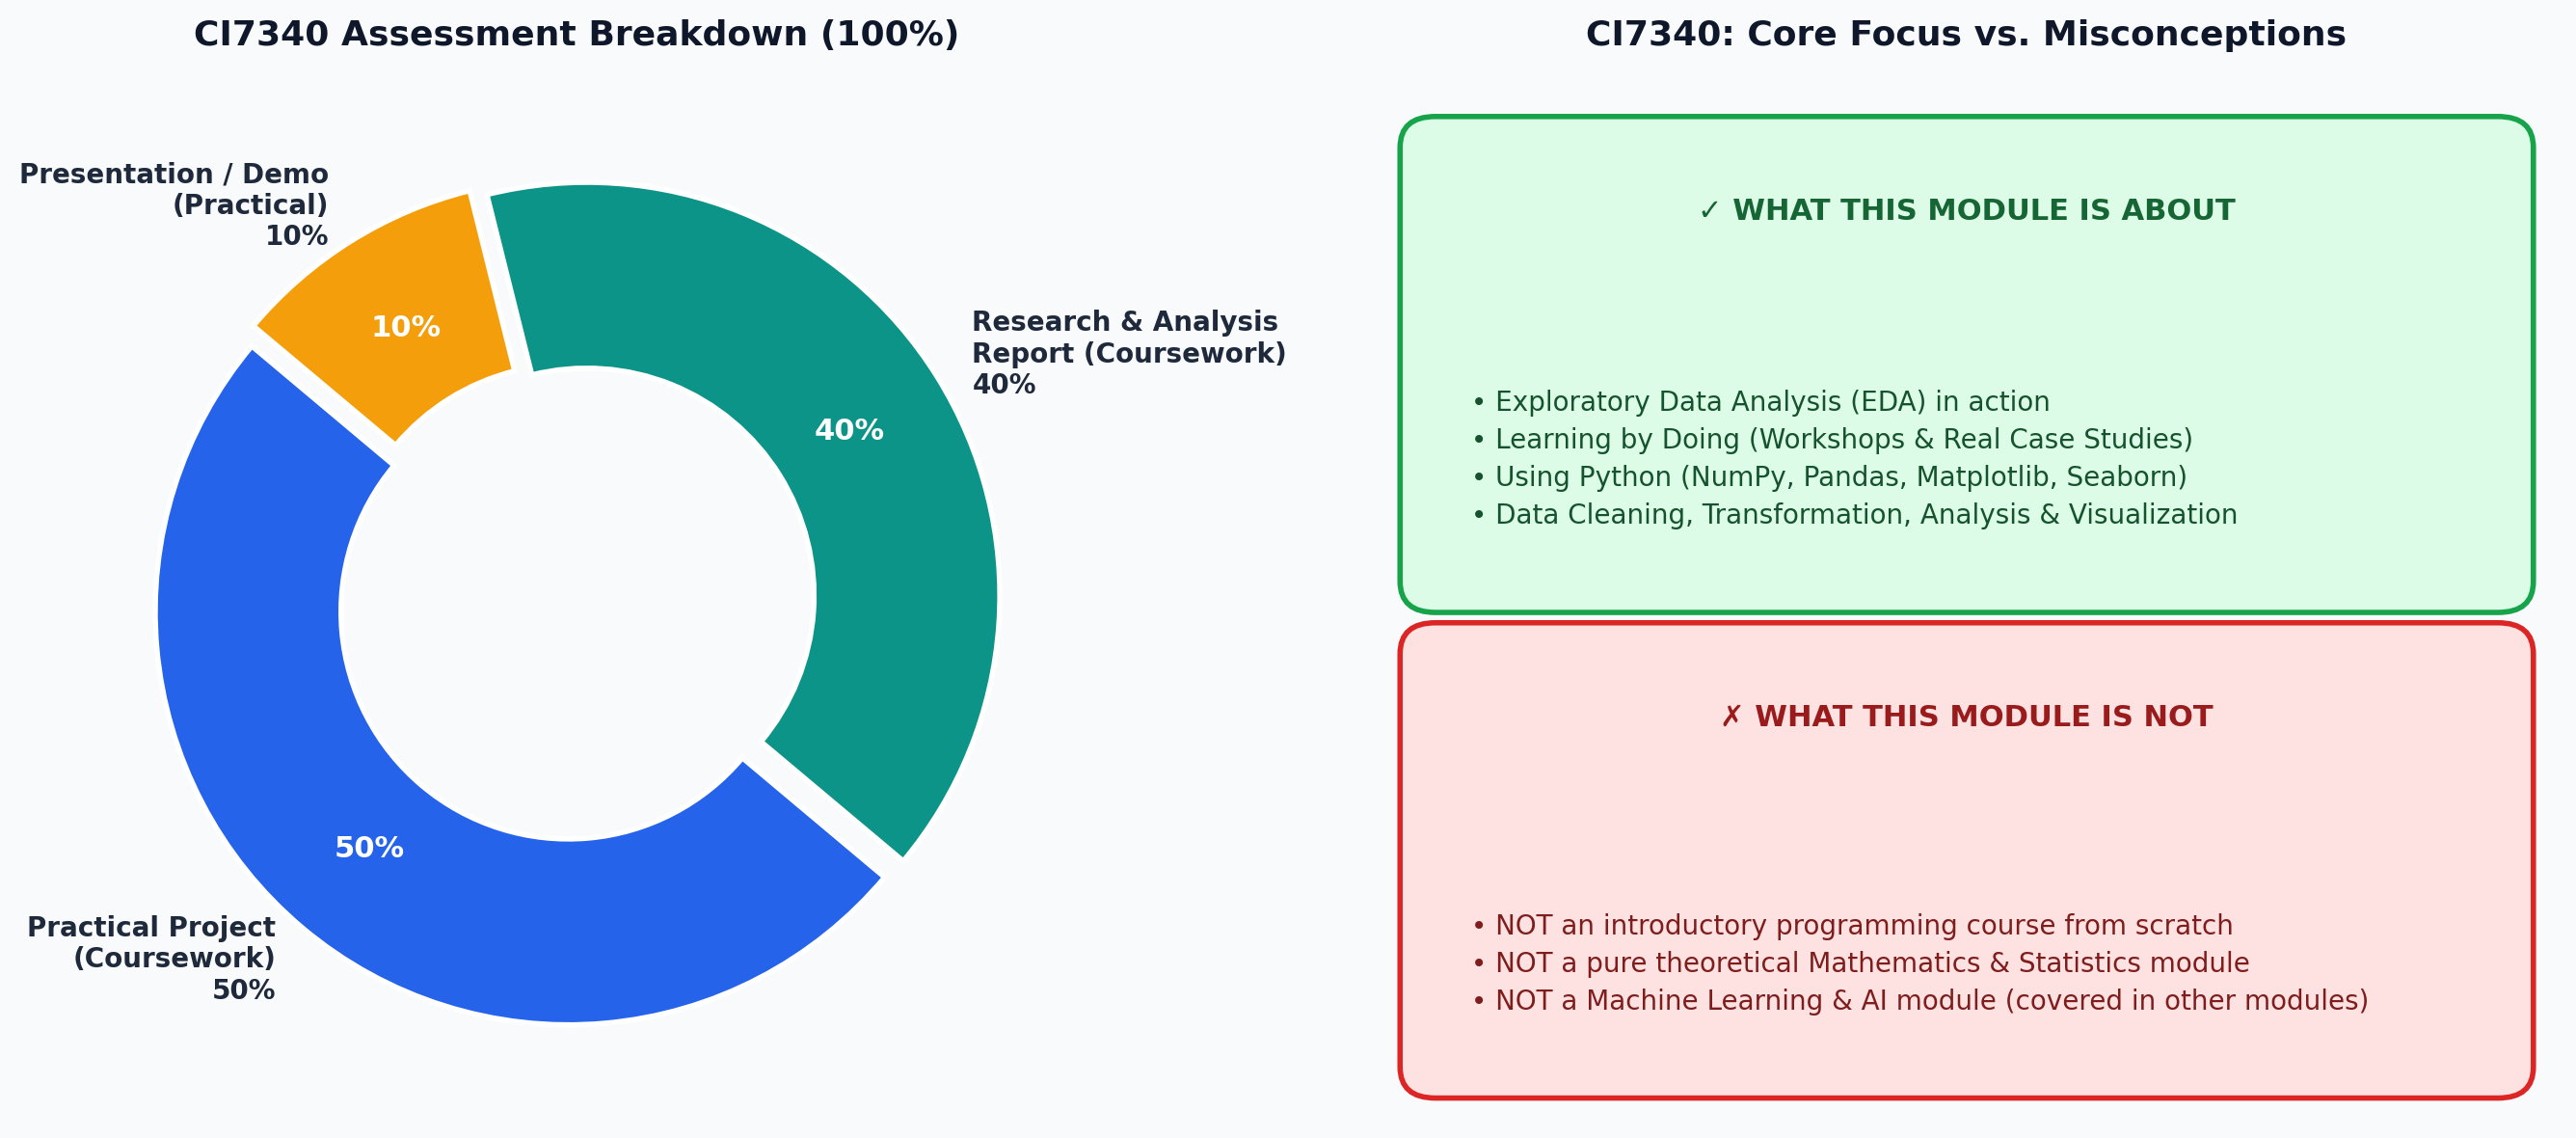 CI7340 Assessment Breakdown (100%)
Presentation / Demo
(Practical)
10%
10%
Research & Analysis
Report (Coursework)
40%
40%
50%
Practical Project
(Coursework)
50%
CI7340: Core Focus vs. Misconceptions
✓ WHAT THIS MODULE IS ABOUT
• Exploratory Data Analysis (EDA) in action
• Learning by Doing (Workshops & Real Case Studies)
• Using Python (NumPy, Pandas, Matplotlib, Seaborn)
• Data Cleaning, Transformation, Analysis & Visualization
✗ WHAT THIS MODULE IS NOT
• NOT an introductory programming course from scratch
• NOT a pure theoretical Mathematics & Statistics module
• NOT a Machine Learning & AI module (covered in other modules)